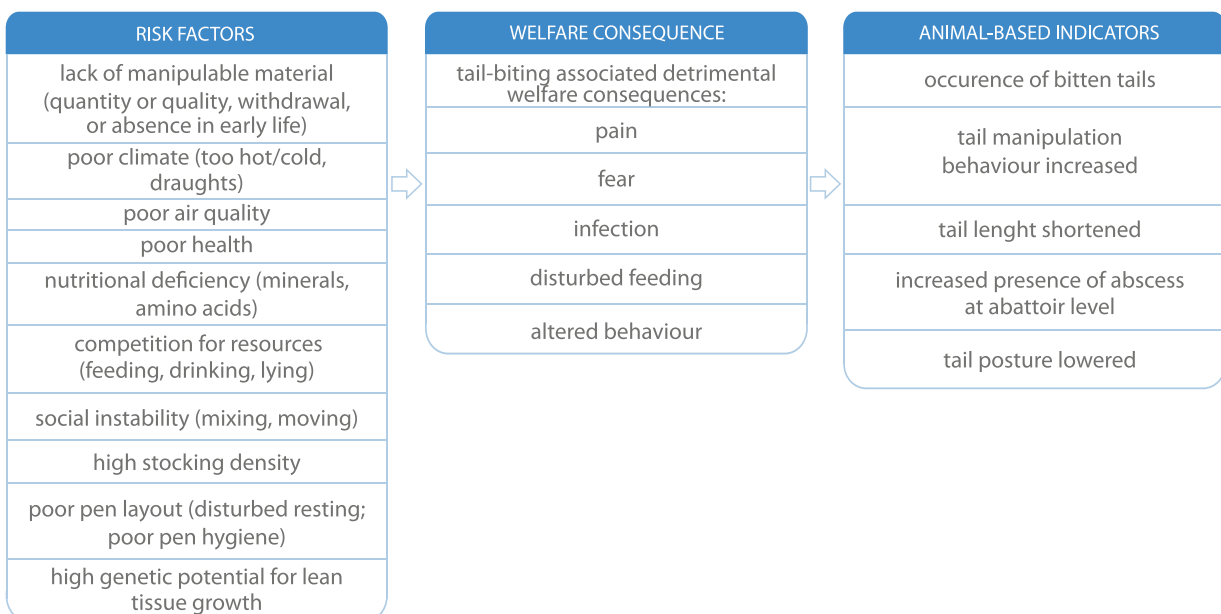 RISK FACTORS
lack of manipulable material
(quantity or quality, withdrawal,
or absence in early life)
poor climate (too hot/cold,
draughts)
poor air quality
poor health
nutritional deficiency (minerals,
amino acids)
competition for resources
(feeding, drinking, lying)
social instability (mixing, moving)
high stocking density
poor pen layout (disturbed resting;
poor pen hygiene)
high genetic potential for lean
tissue growth
WELFARE CONSEQUENCE
tail-biting associated detrimental
welfare consequences:
pain
fear
infection
disturbed feeding
altered behaviour
ANIMAL-BASED INDICATORS
occurence of bitten tails
tail manipulation
behaviour increased
tail lenght shortened
increased presence of abscess
at abattoir level
tail posture lowered